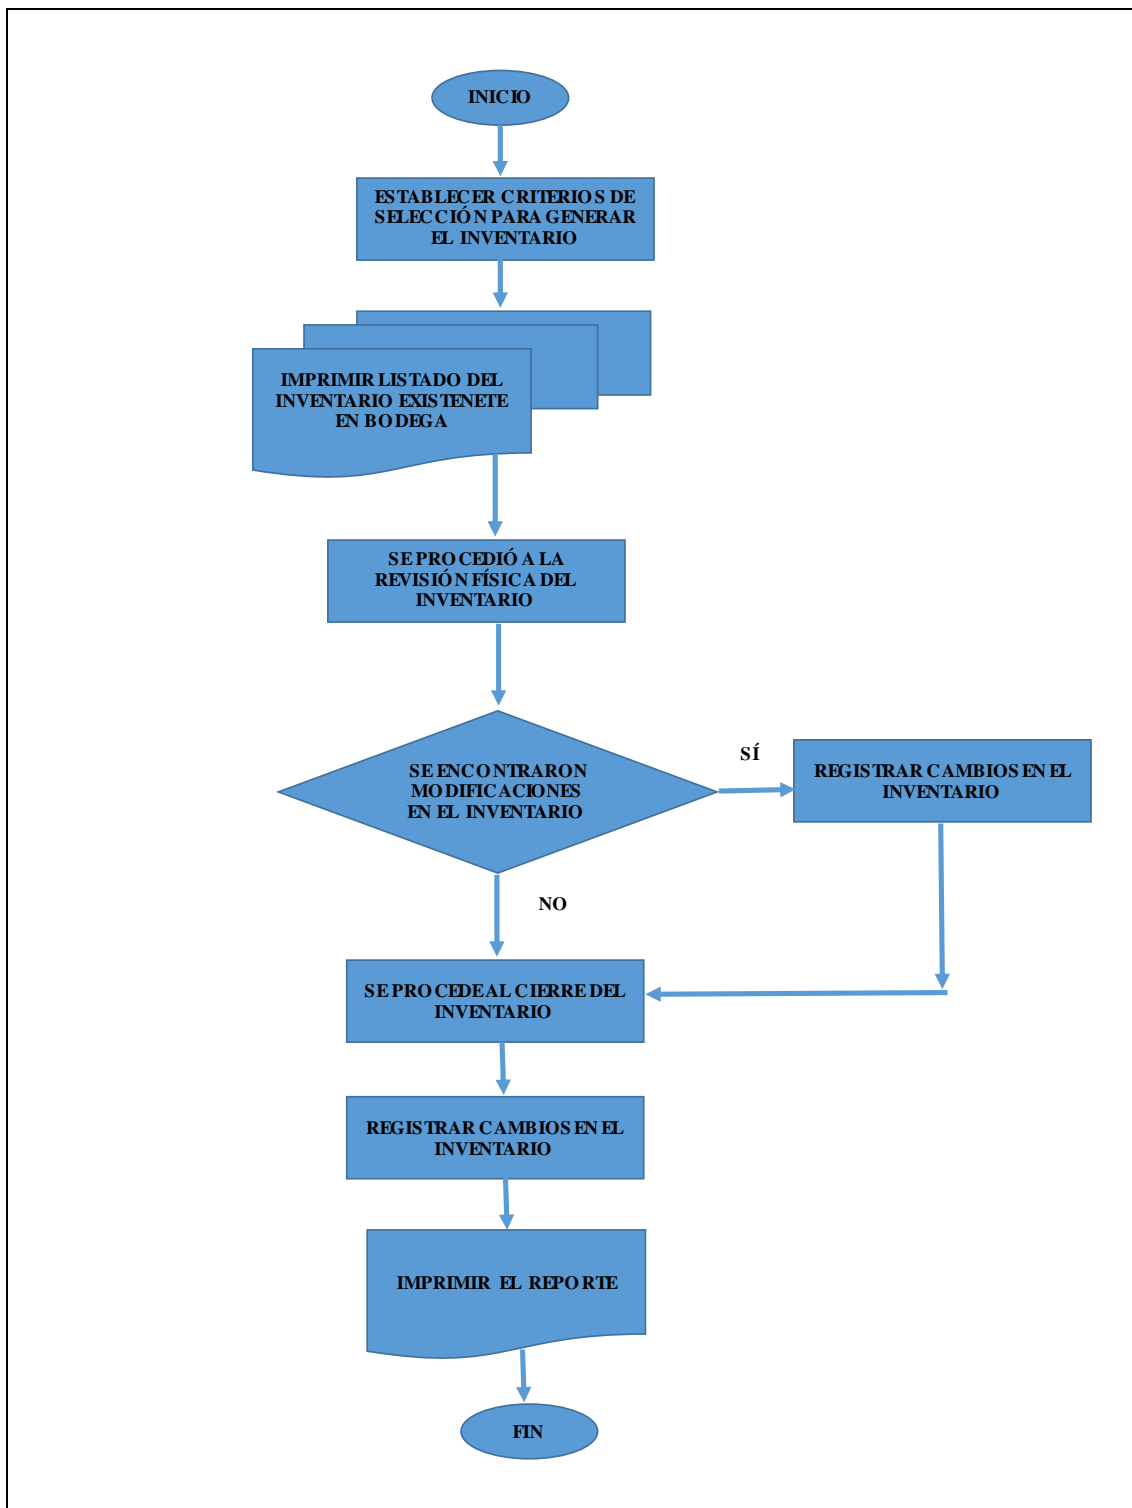 INICIO
ESTABLECER CRITERIOS DE
SELECCIÓN PARA GENERAR
EL INVENTARIO
IMPRIMIR LISTADO DEL
INVENTARIO EXISTENETE
EN BODEGA
SE PROCEDIÓ A LA
REVISIÓN FÍSICA DEL
INVENTARIO
SE ENCONTRARON
MODIFICACIONES
EN EL INVENTARIO
SÍ
REGISTRAR CAMBIOS EN EL
INVENTARIO
NO
SE PROCEDE AL CIERRE DEL
INVENTARIO
REGISTRAR CAMBIOS EN EL
INVENTARIO
IMPRIMIR EL REPORTE
FIN